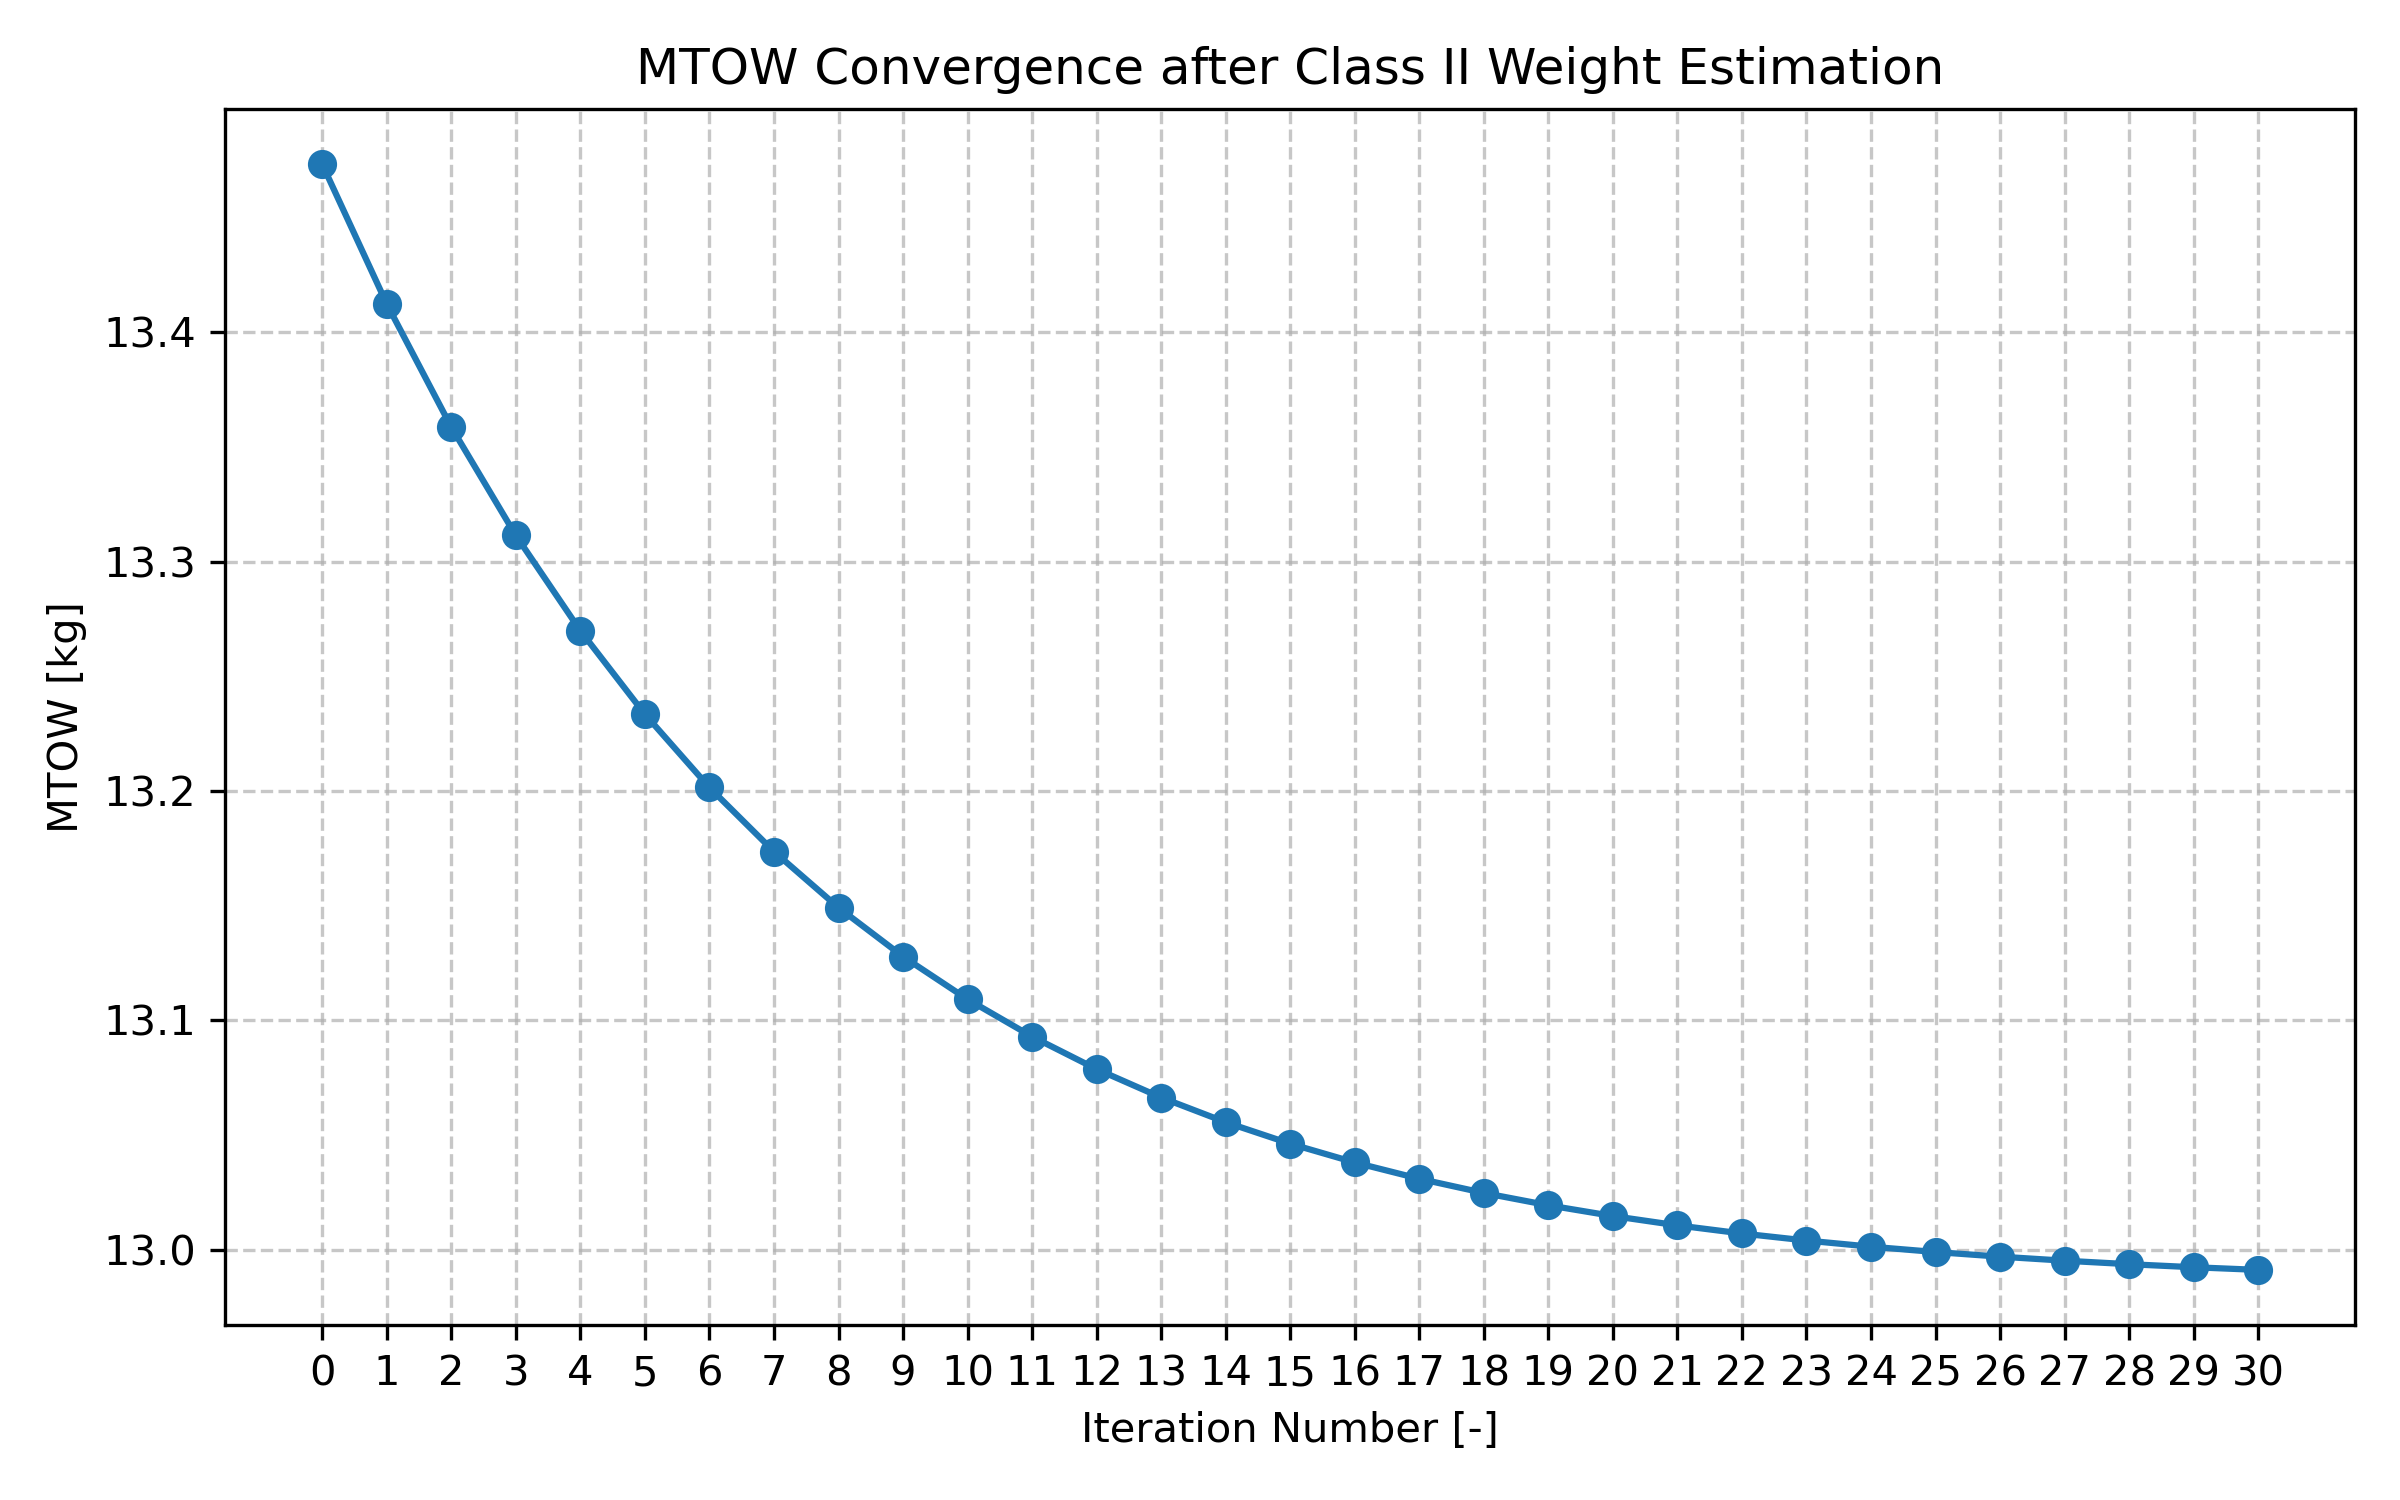 MTOW Convergence after Class II Weight Estimation
MTOW [kg]
13.4
13.3
13.2
13.1
13.0
0 1 2 3 4 5 6 7 8 9 10 11 12 13 14 15 16 17 18 19 20 21 22 23 24 25 26 27 28 29 30
Iteration Number [-]